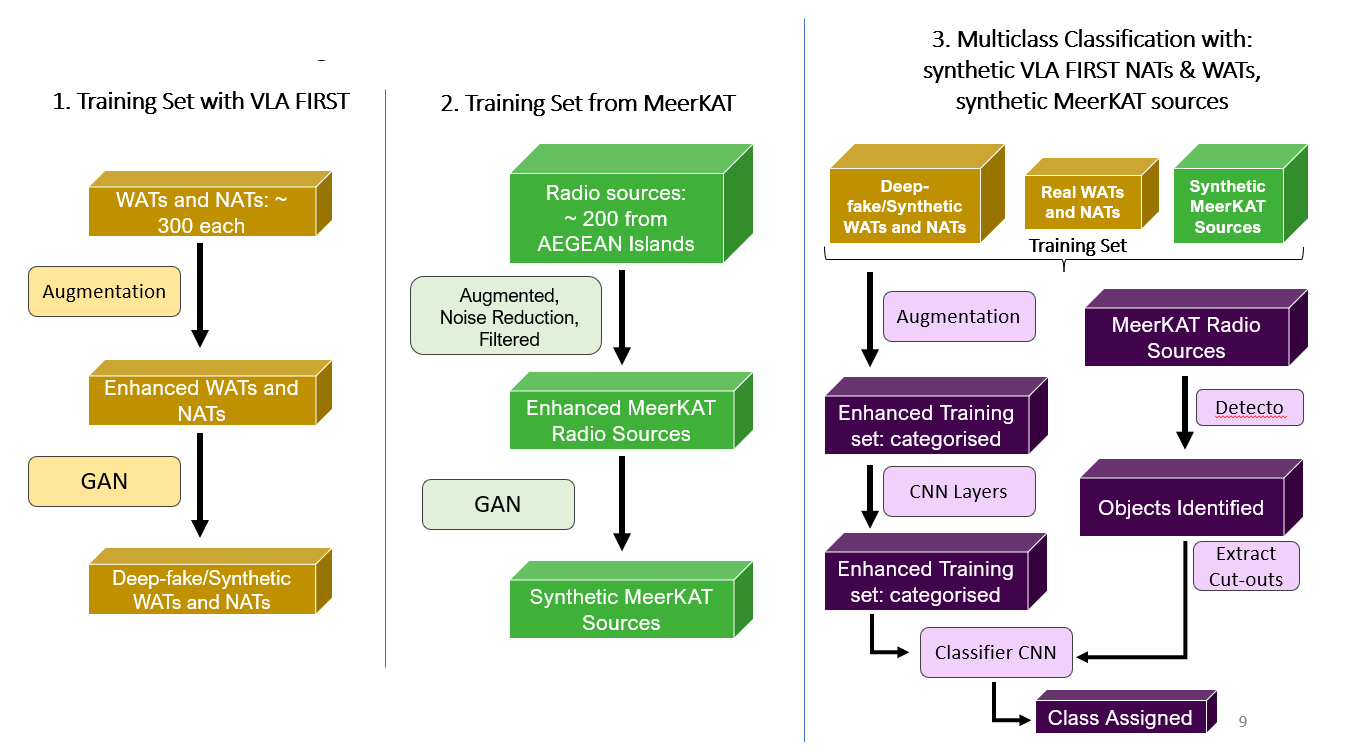 1. Training Set with VLA FIRST
WATs and NATs: ~
300 each
Augmentation
Enhanced WATs and
NATs
GAN
Deep-fake/Synthetic
WATs and NATs
2. Training Set from MeerKAT
Radio sources:
~ 200 from
AEGEAN Islands
Augmented,
Noise Reduction,
Filtered
Enhanced MeerKAT
Radio Sources
GAN
Synthetic MeerKAT
Sources
3. Multiclass Classification with:
synthetic VLA FIRST NATs & WATs,
synthetic MeerKAT sources
Deep-
fake/Synthetic
WATs and NATs
Real WATs
and NATs
Synthetic
MeerKAT
Sources
Training Set
Augmentation
Enhanced Training
set: categorised
CNN Layers
Enhanced Training
set: categorised
MeerKAT Radio
Sources
Detecto
Objects Identified
Extract
Cut-outs
Classifier CNN
Class Assigned
9